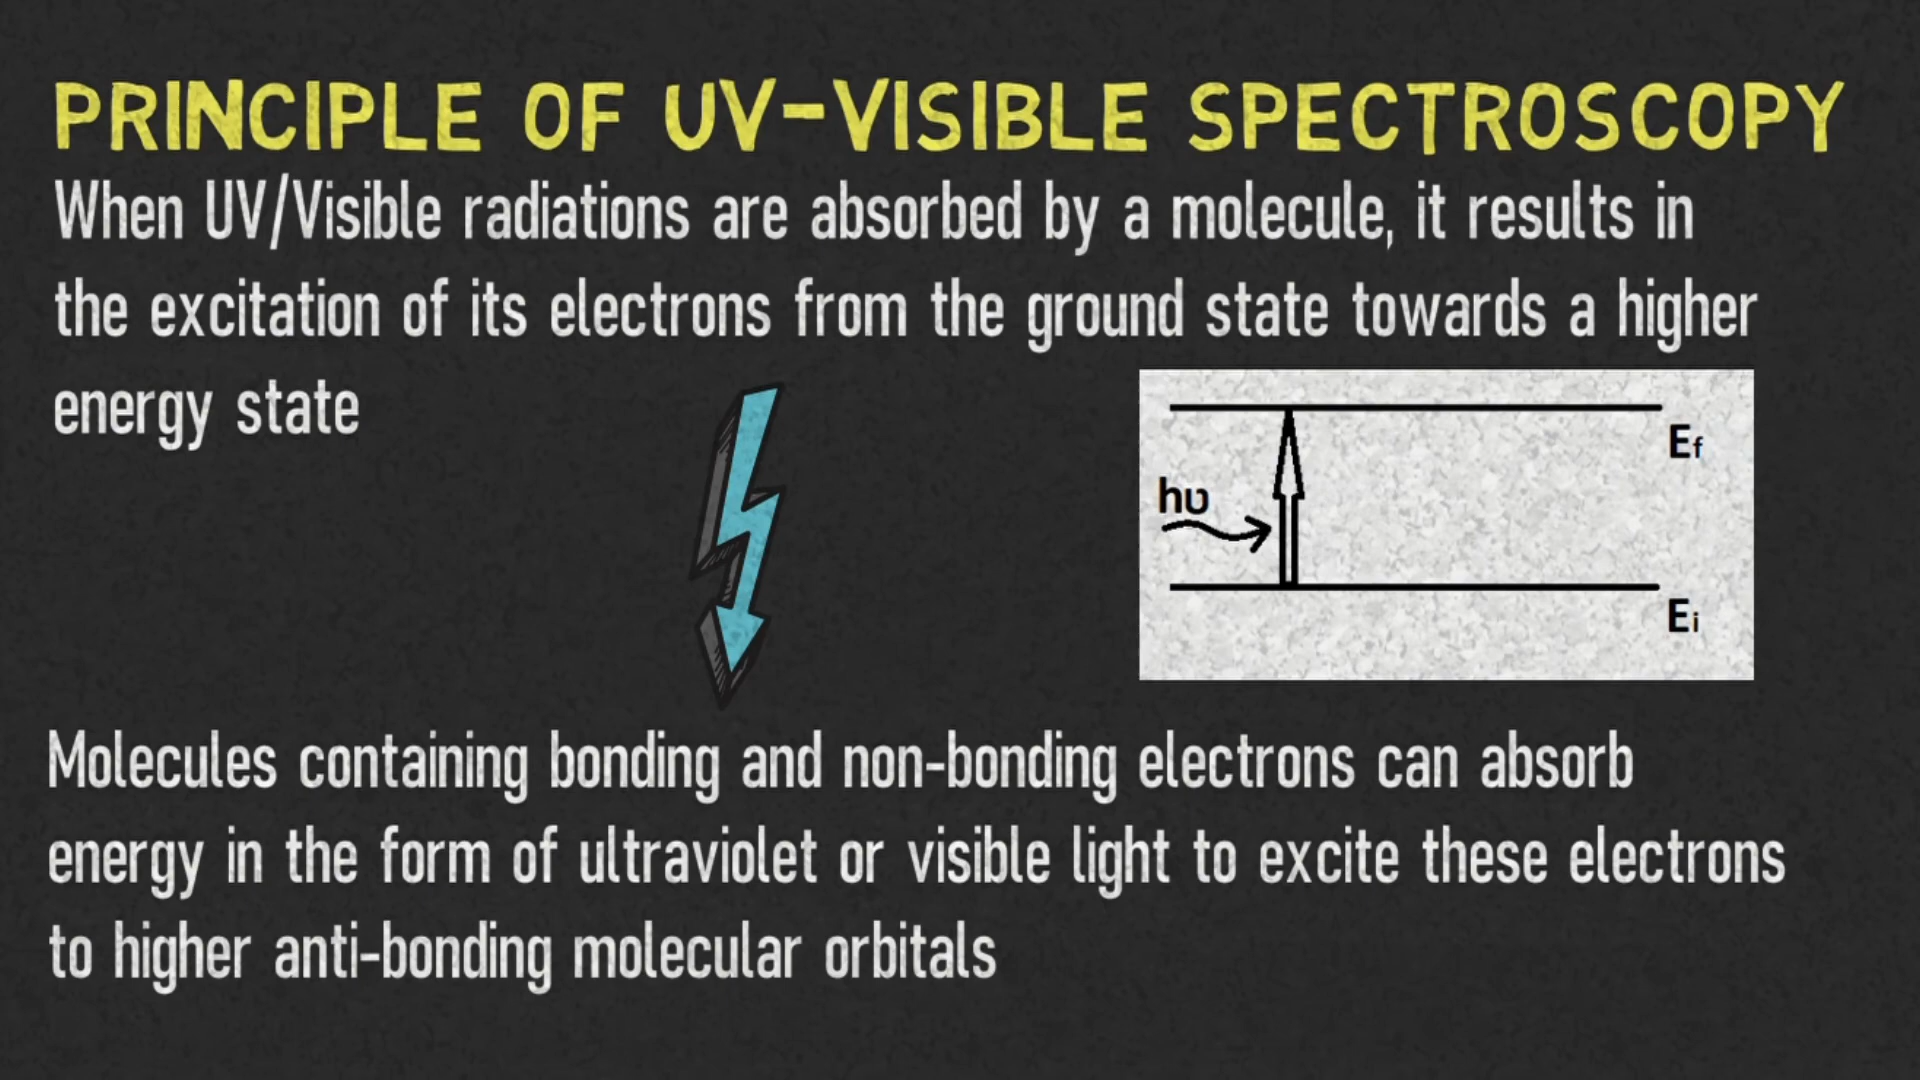 PRINCIPLE OF UV-VISIBLE SPECTROSCOPY
When UV/Visible radiations are absorbed by a molecule, it results in
the excitation of its electrons from the ground state towards a higher
energy state
Ef
hυ
Ei
Molecules containing bonding and non-bonding electrons can absorb
energy in the form of ultraviolet or visible light to excite these electrons
to higher anti-bonding molecular orbitals